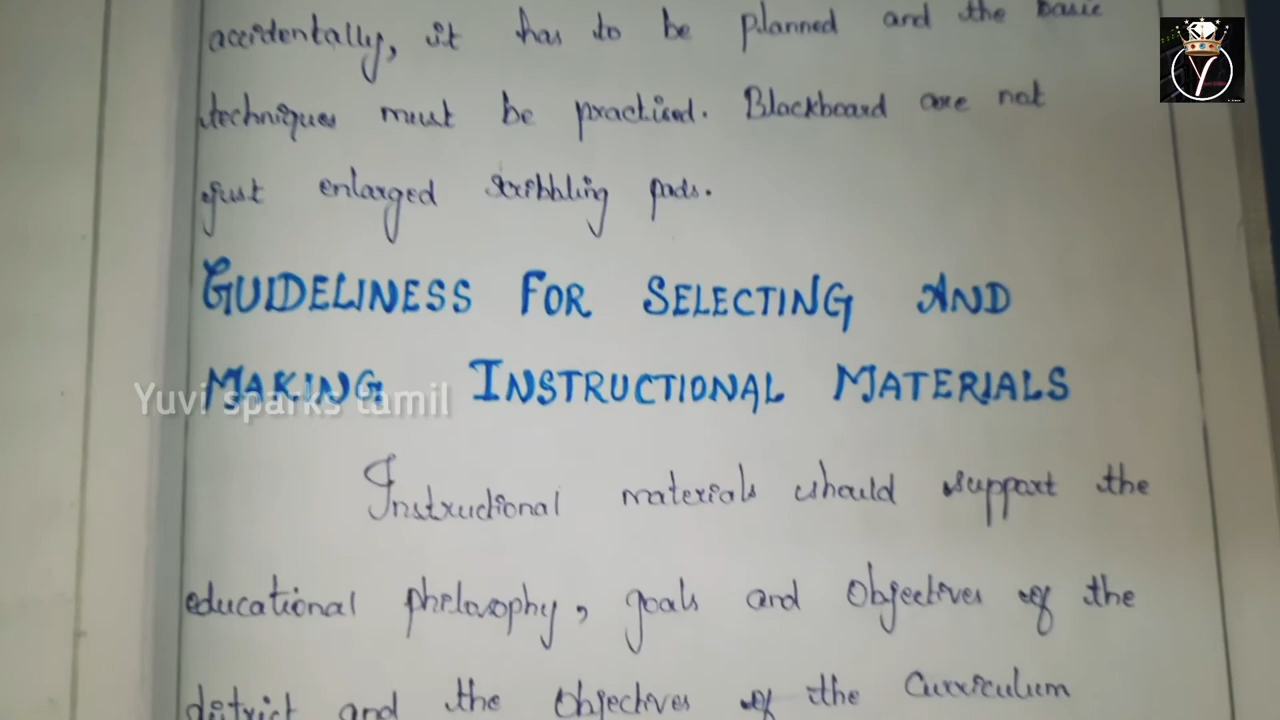 accidentally, it has to be planned and the basic
techniques must be practised. Blackboard are not
just enlarged scribbling pads.
GUIDELINESS FOR SELECTING AND
MAKING INSTRUCTIONAL MATERIALS
Yuvi sparks tamil
Instructional materials should support the
educational philosophy, goals and objectives of the
district and the objectives of the curriculum
Y